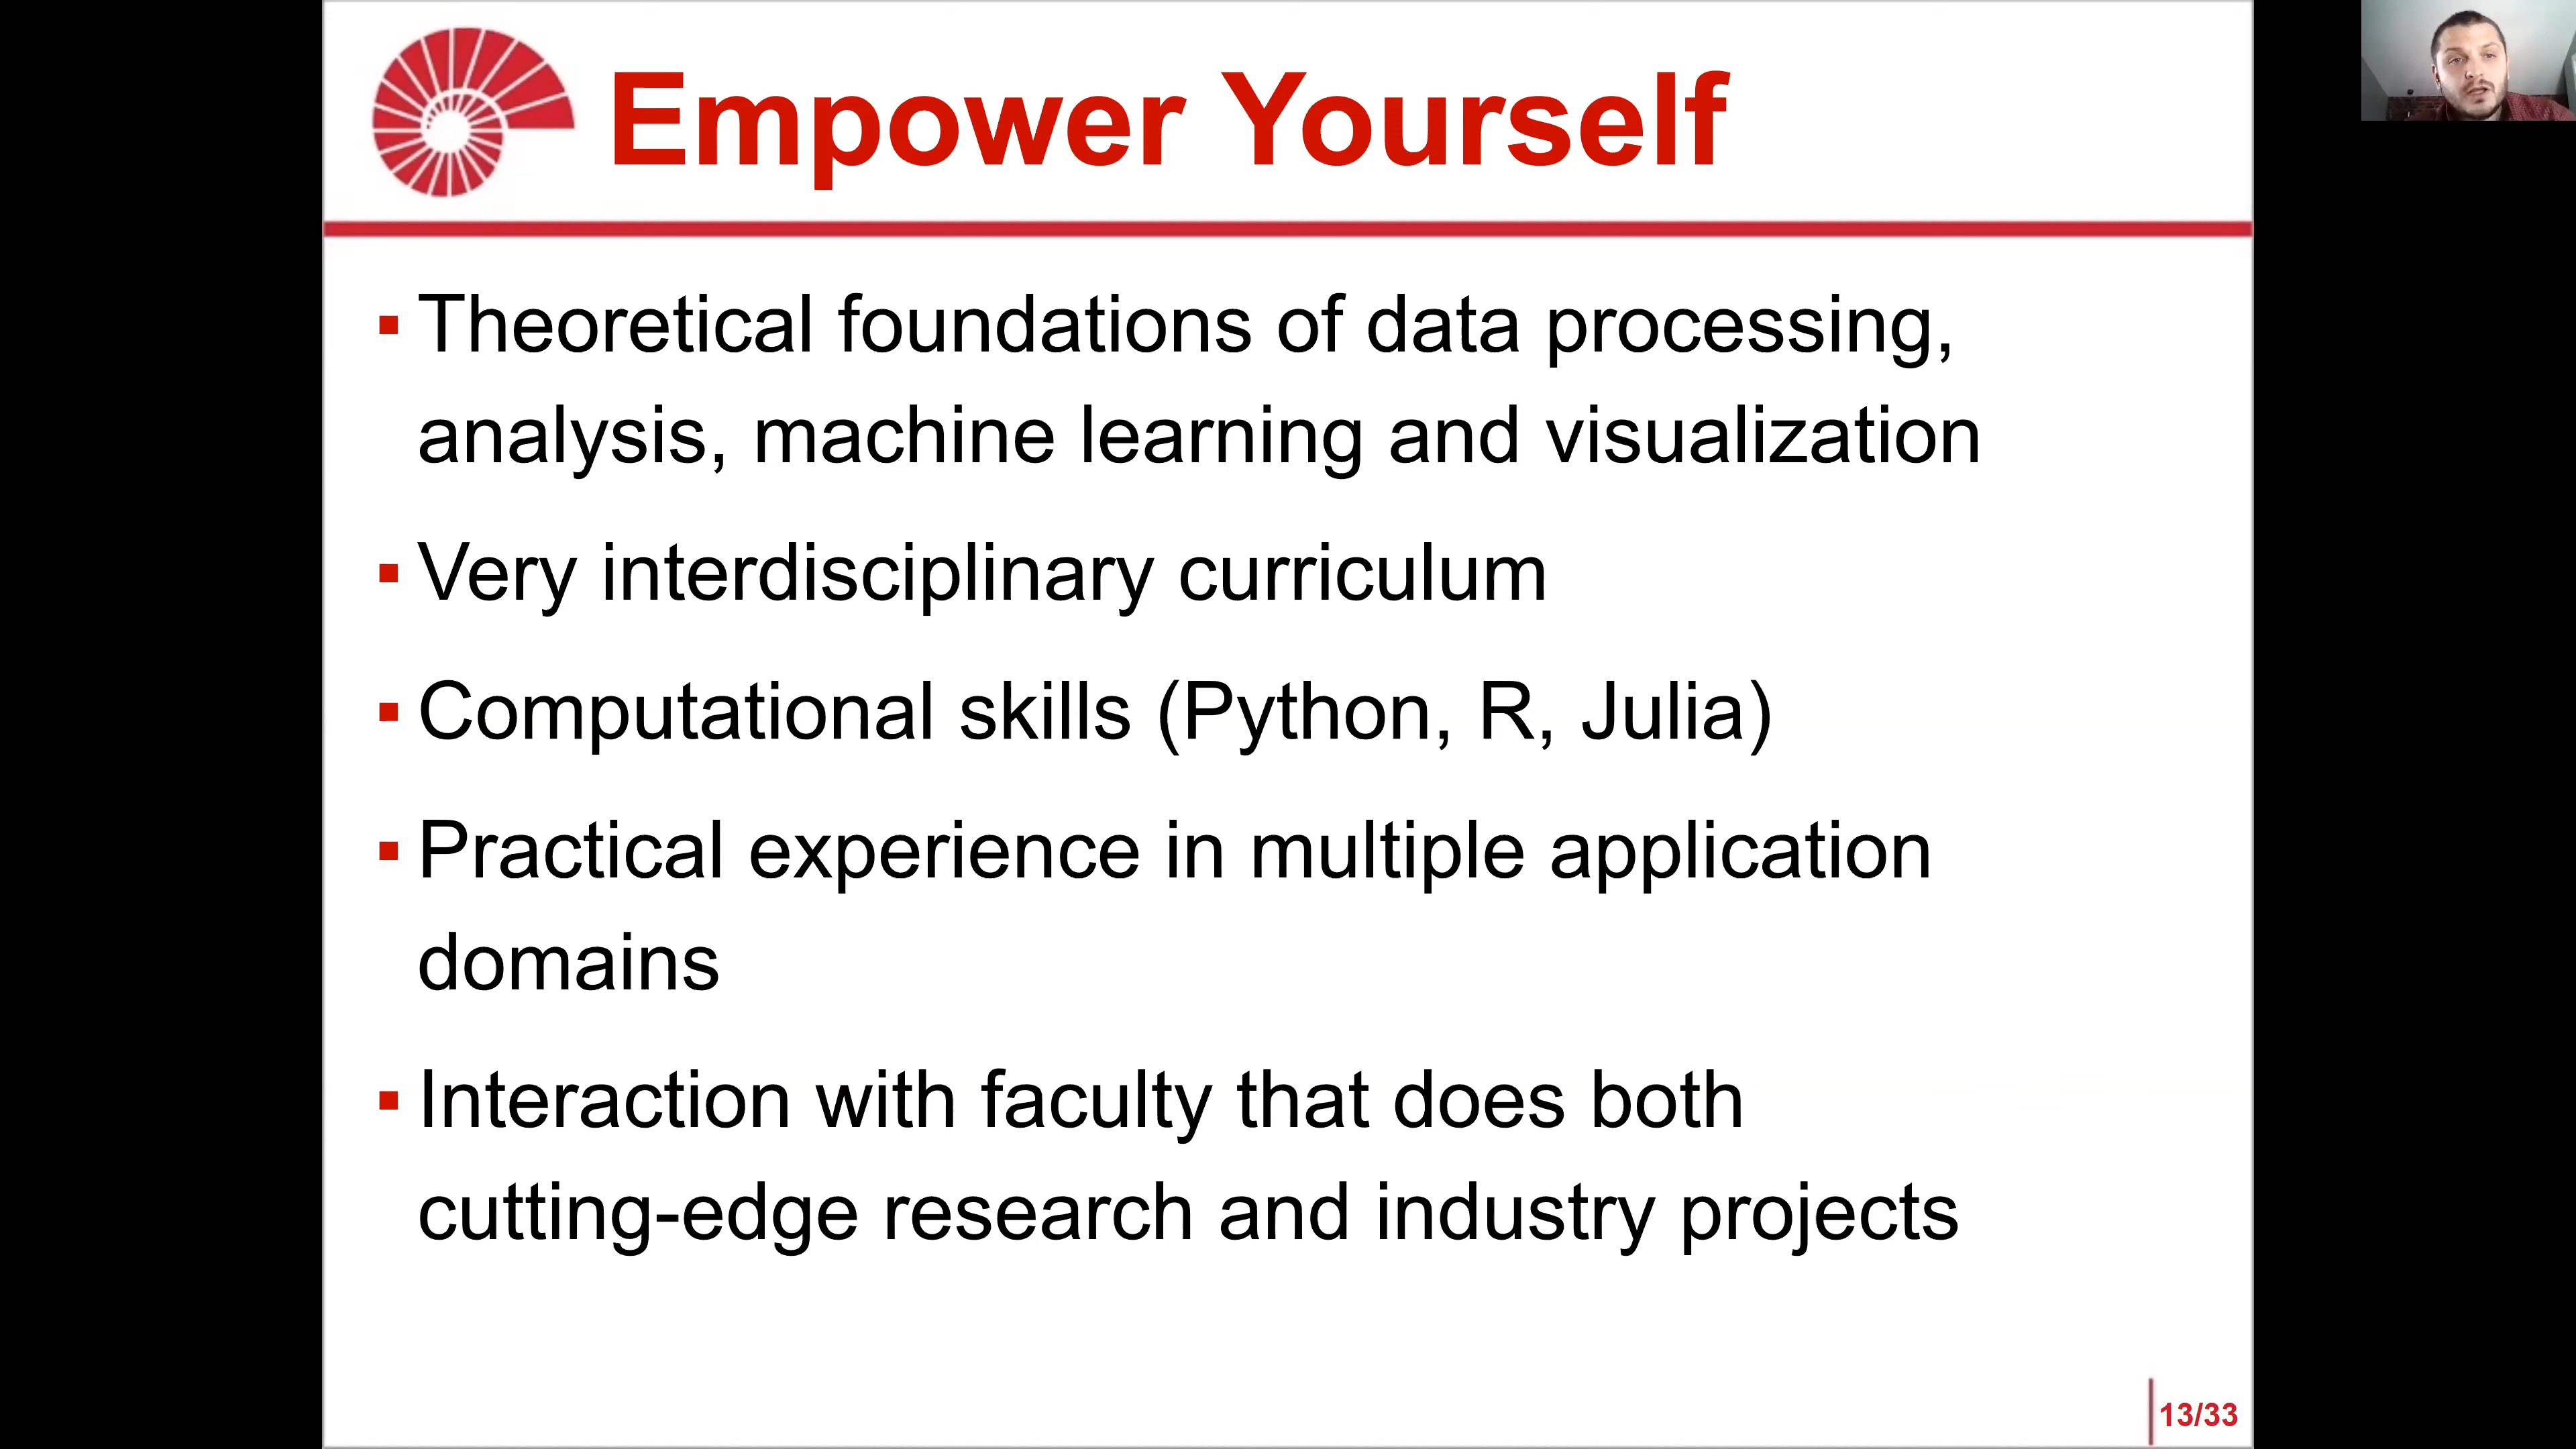 Empower Yourself
▪ Theoretical foundations of data processing,
analysis, machine learning and visualization
▪ Very interdisciplinary curriculum
▪ Computational skills (Python, R, Julia)
▪ Practical experience in multiple application
domains
▪ Interaction with faculty that does both
cutting-edge research and industry projects
13/33